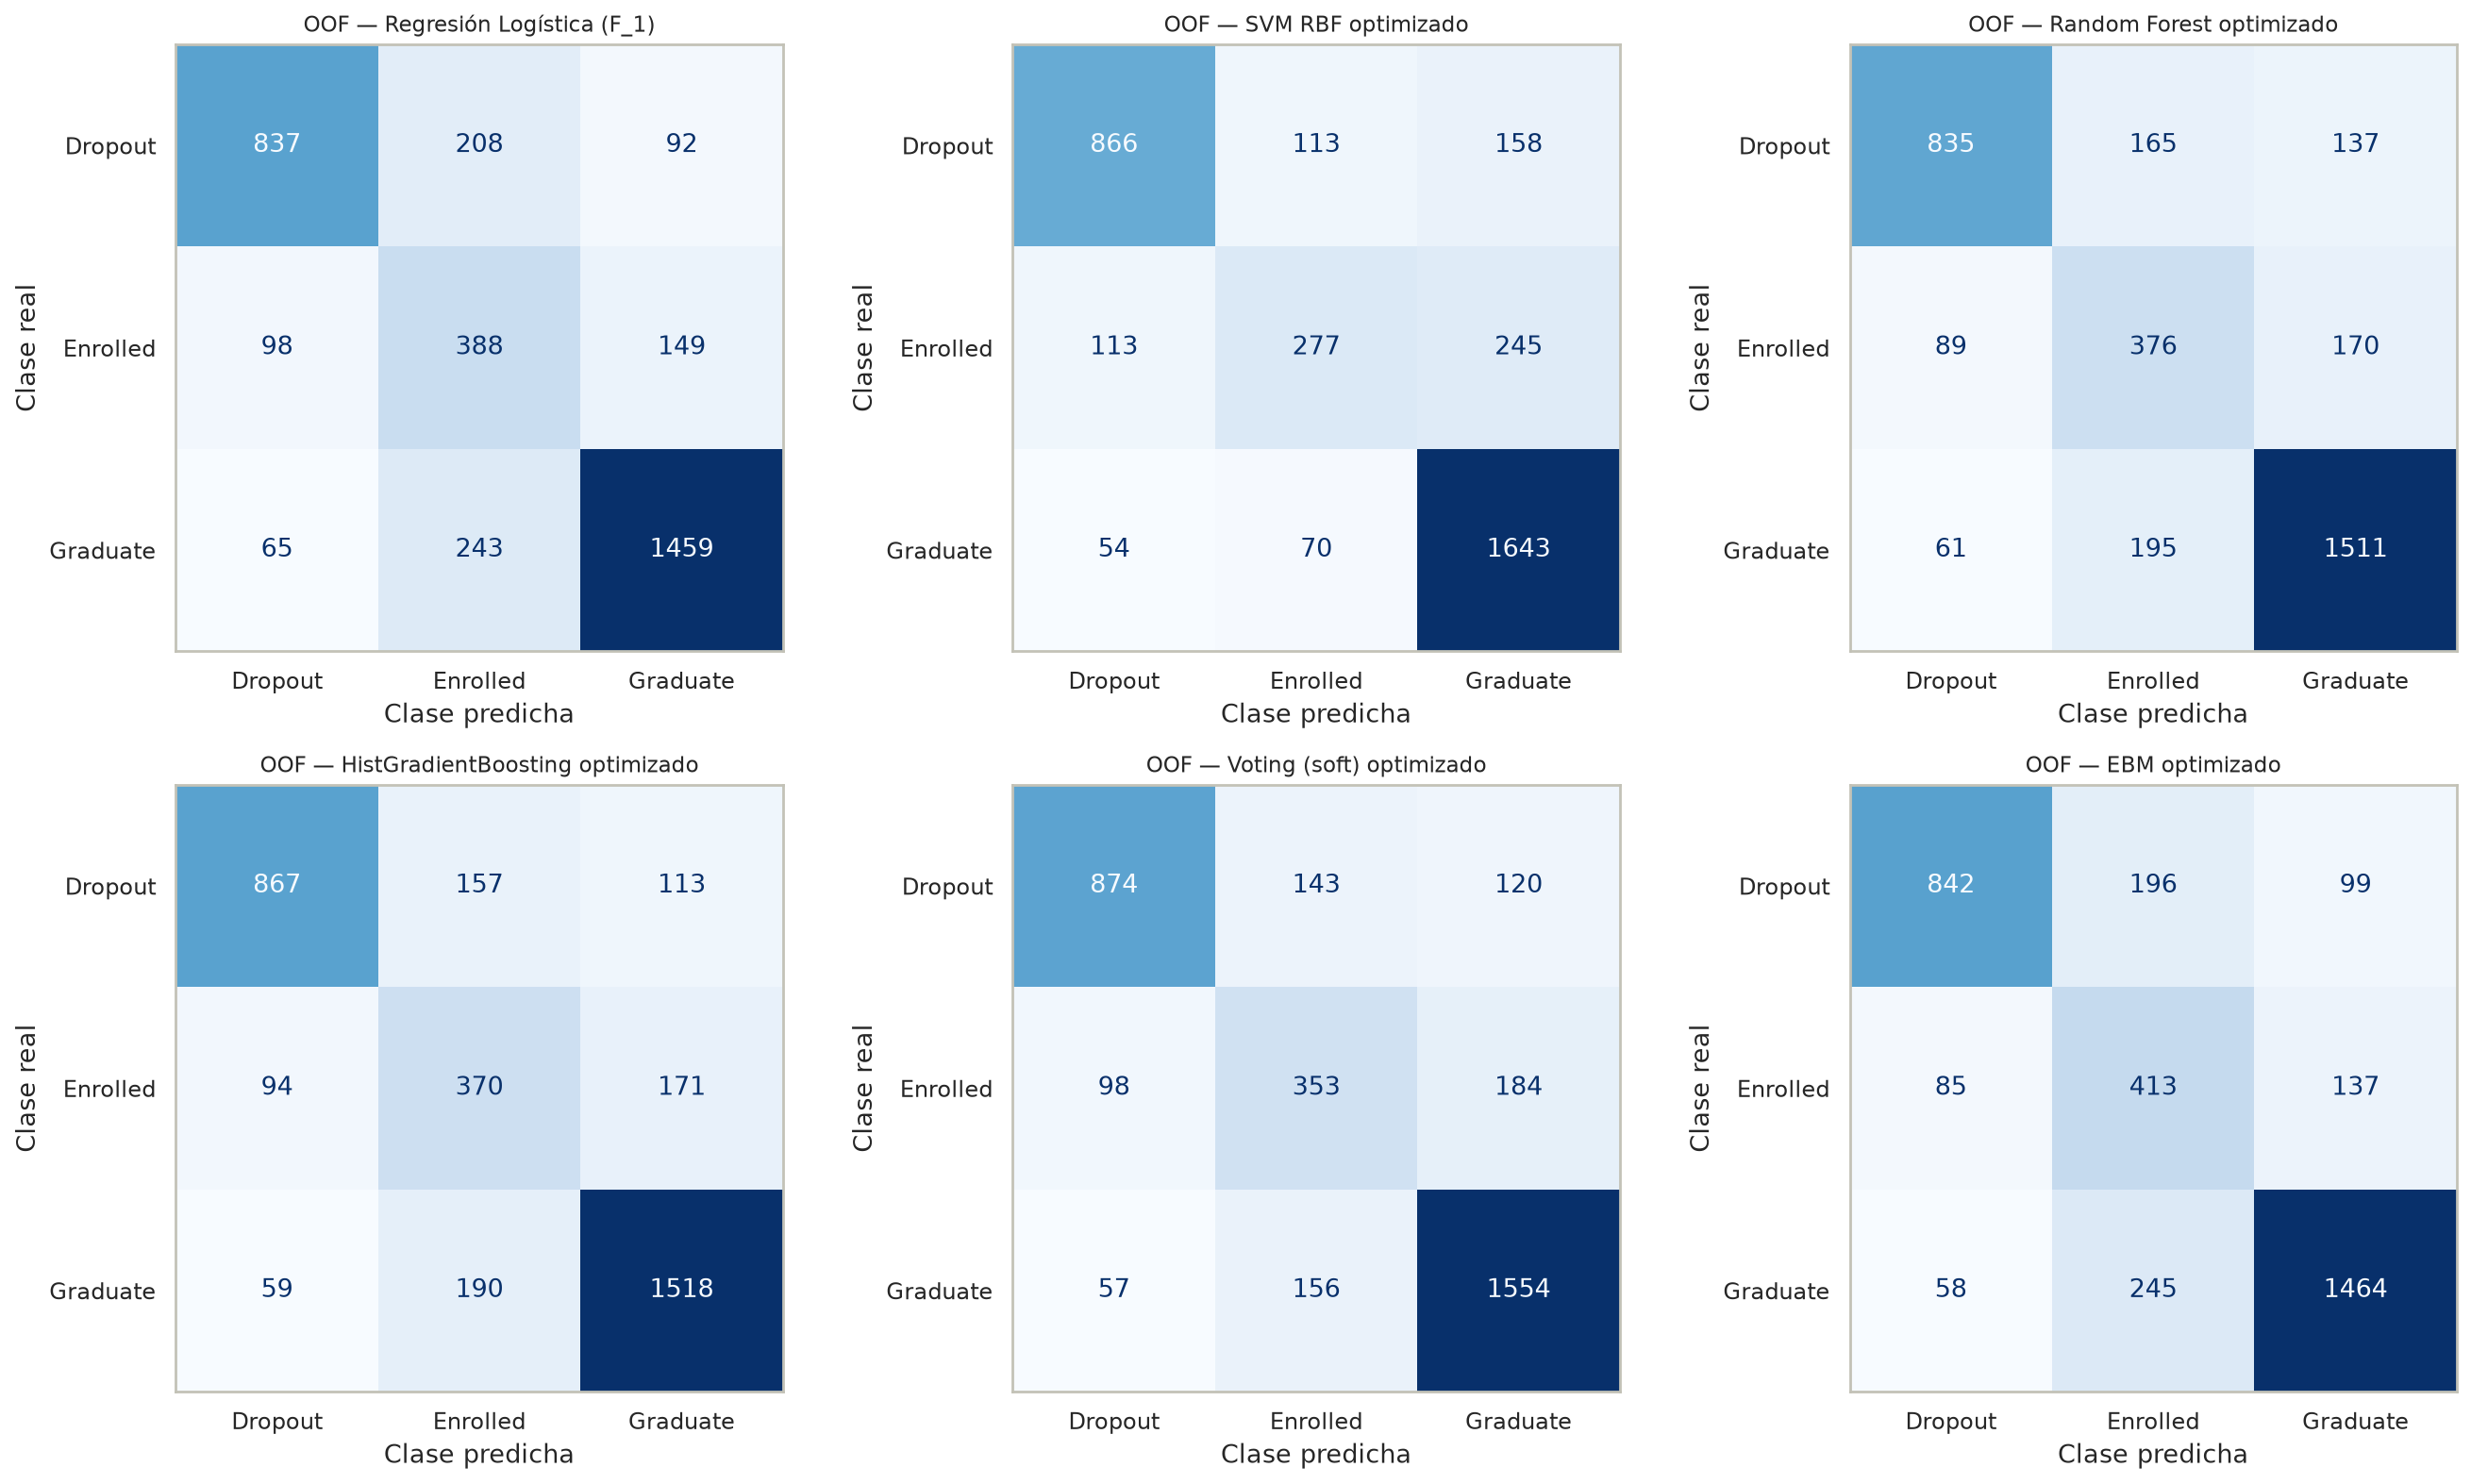 OOF — Regresión Logística (F_1)
Clase real
Dropout 837 208 92
Enrolled 98 388 149
Graduate 65 243 1459
Dropout Enrolled Graduate
Clase predicha
OOF — SVM RBF optimizado
Clase real
Dropout 866 113 158
Enrolled 113 277 245
Graduate 54 70 1643
Dropout Enrolled Graduate
Clase predicha
OOF — Random Forest optimizado
Clase real
Dropout 835 165 137
Enrolled 89 376 170
Graduate 61 195 1511
Dropout Enrolled Graduate
Clase predicha
OOF — HistGradientBoosting optimizado
Clase real
Dropout 867 157 113
Enrolled 94 370 171
Graduate 59 190 1518
Dropout Enrolled Graduate
Clase predicha
OOF — Voting (soft) optimizado
Clase real
Dropout 874 143 120
Enrolled 98 353 184
Graduate 57 156 1554
Dropout Enrolled Graduate
Clase predicha
OOF — EBM optimizado
Clase real
Dropout 842 196 99
Enrolled 85 413 137
Graduate 58 245 1464
Dropout Enrolled Graduate
Clase predicha